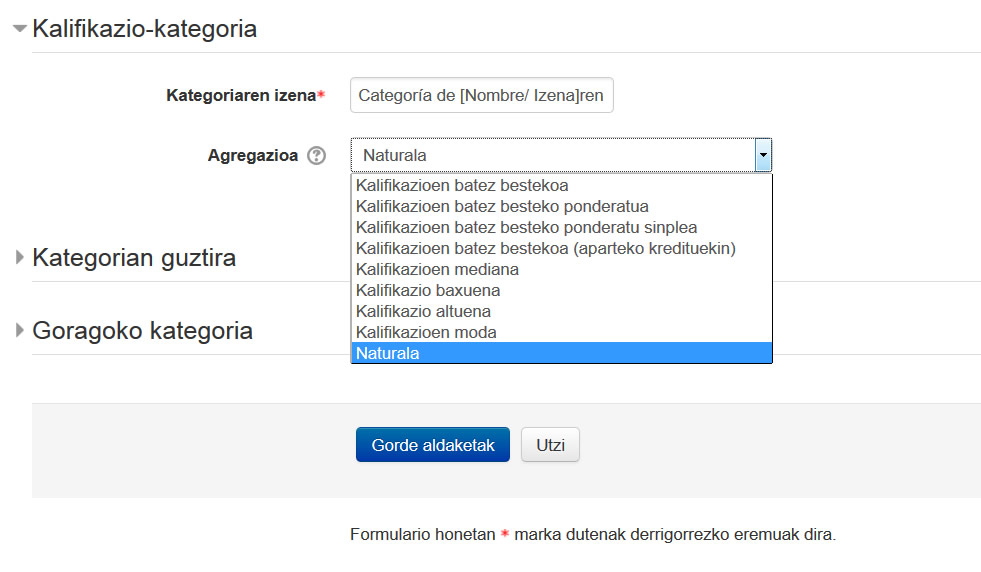 Kalifikazio-kategoria
Kategoriaren izena* Categoría de [Nombre/ Izena]ren
Agregazioa ? Naturala
Kalifikazioen batez bestekoa
Kalifikazioen batez besteko ponderatua
Kalifikazioen batez besteko ponderatu sinplea
Kalifikazioen batez bestekoa (aparteko kredituekin)
Kalifikazioen mediana
Kalifikazio baxuena
Kalifikazio altuena
Kalifikazioen moda
Naturala
Kategorian guztira
Goragoko kategoria
Gorde aldaketak Utzi
Formulario honetan * marka dutenak derrigorrezko eremuak dira.